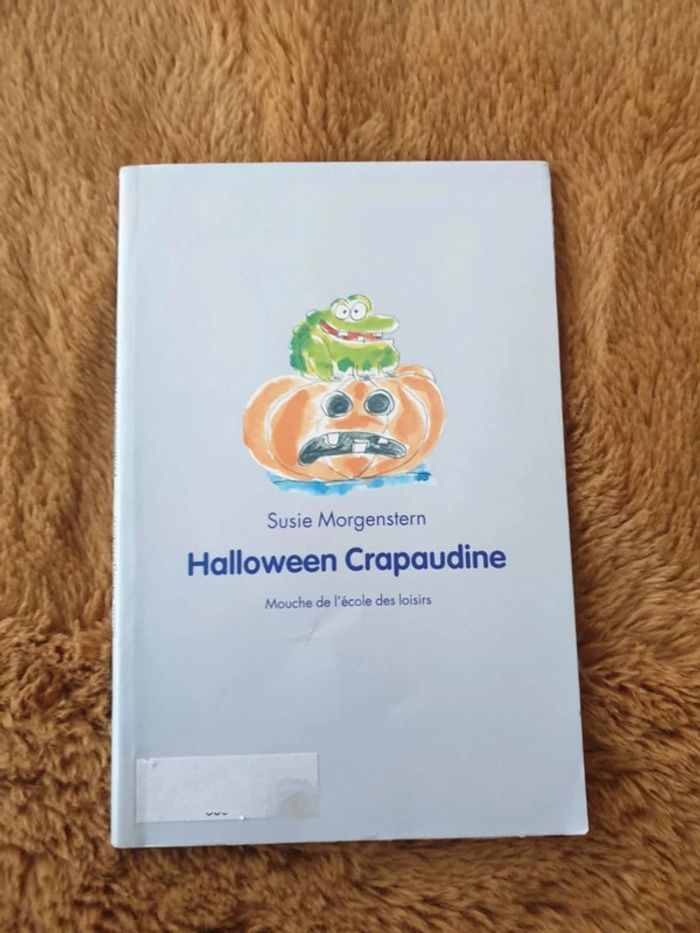 Susie Morgenstern
Halloween Crapaudine
Mouche de l'école des loisirs